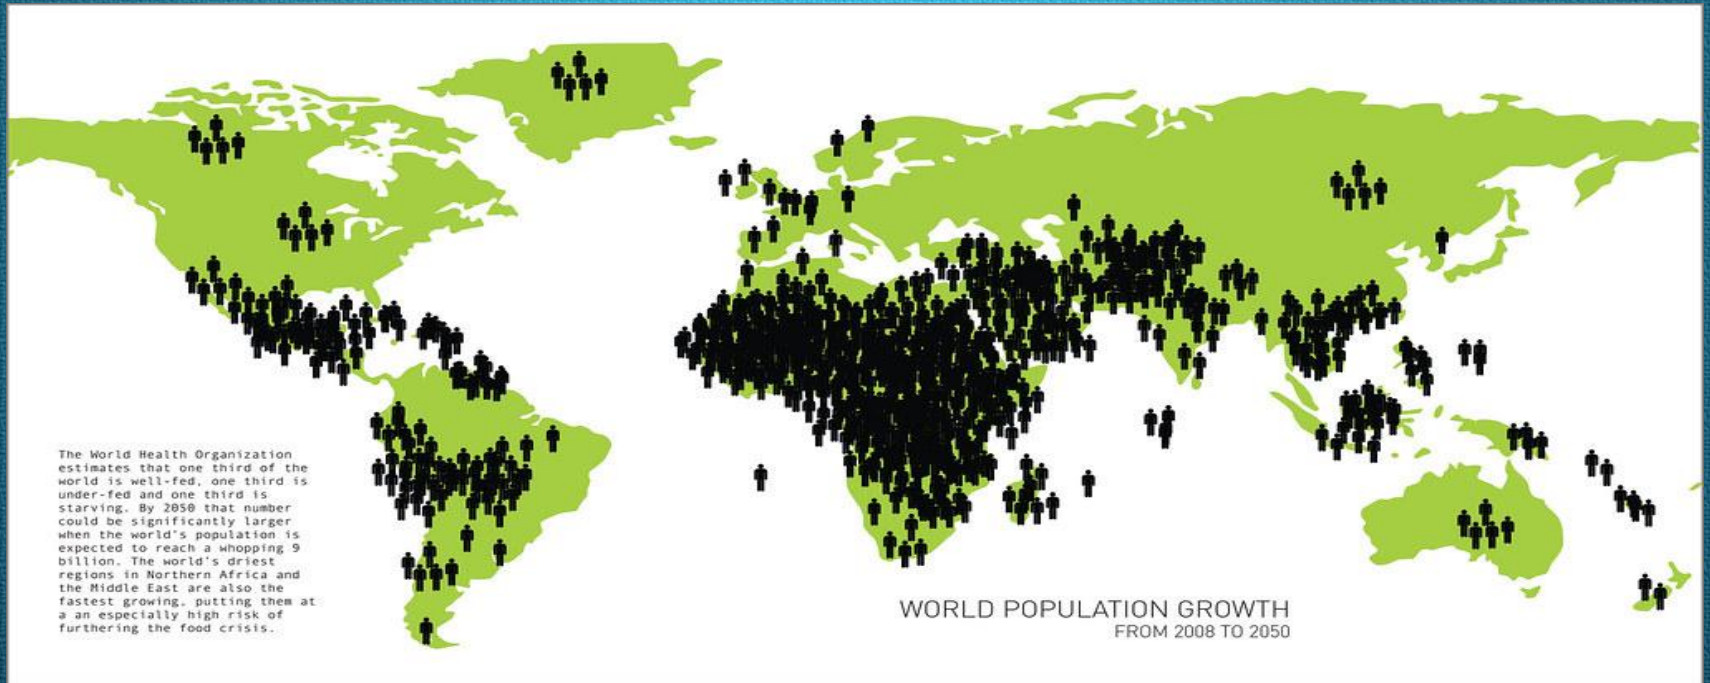 The World Health Organization
estimates that one third of the
world is well-fed, one third is
under-fed and one third is
starving. By 2050 that number
could be significantly larger
when the world's population is
expected to reach a whopping 9
billion. The world's driest
regions in Northern Africa and
the Middle East are also the
fastest growing, putting them at
a an especially high risk of
furthering the food crisis.
WORLD POPULATION GROWTH
FROM 2008 TO 2050